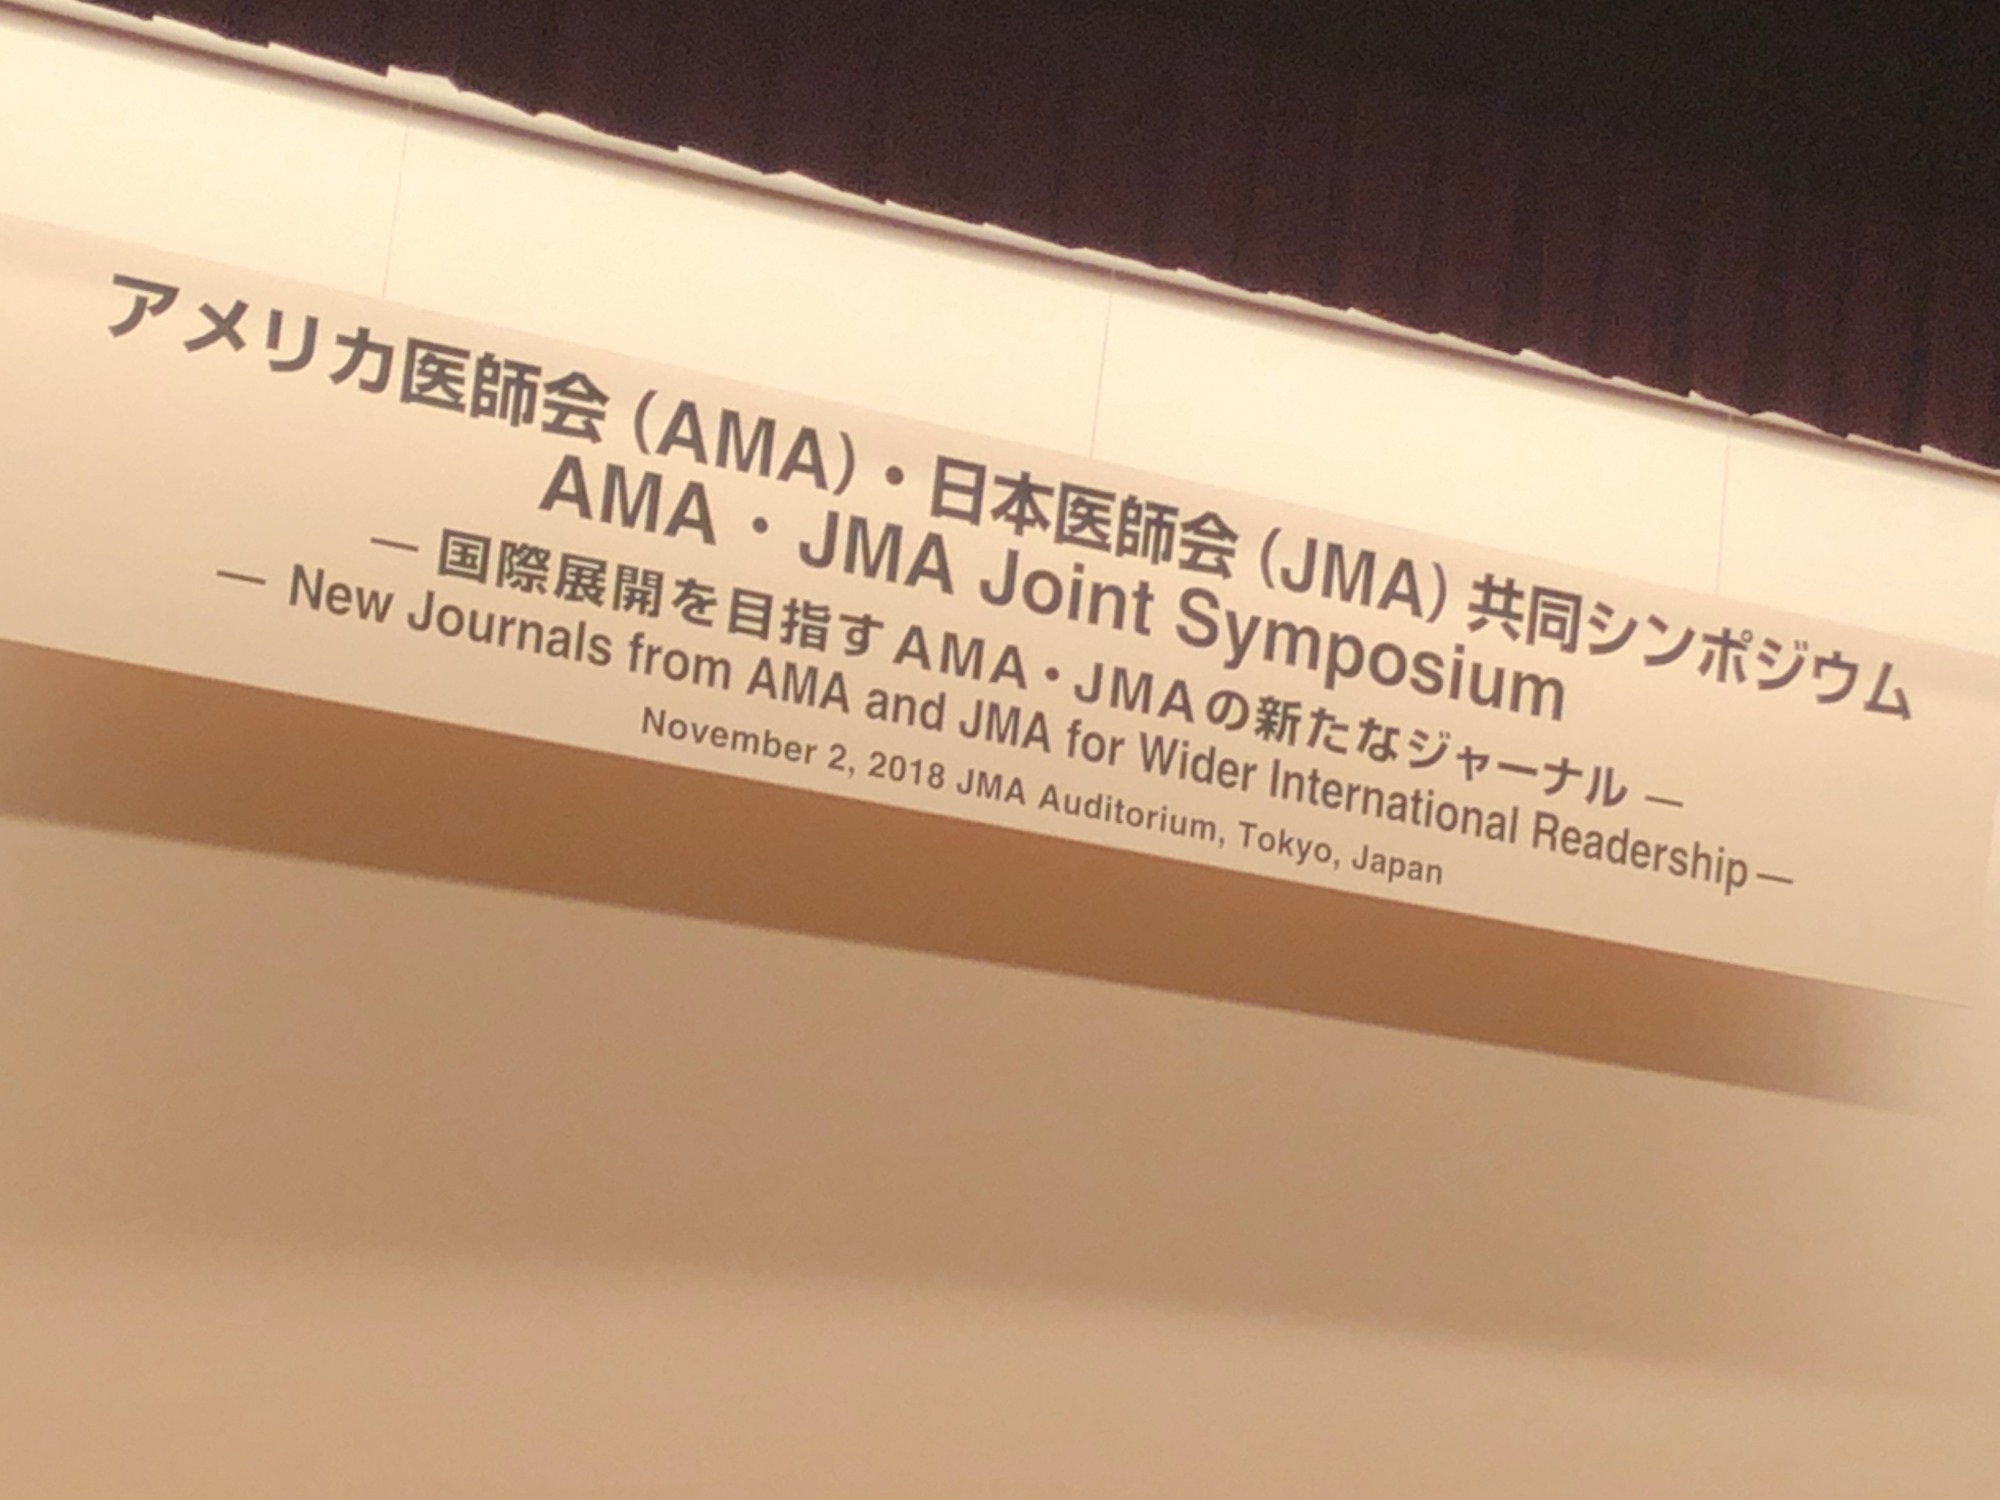 アメリカ医師会 (AMA)・日本医師会 (JMA) 共同シンポジウム
AMA・JMA Joint Symposium
― 国際展開を目指すAMA・JMAの新たなジャーナル ―
― New Journals from AMA and JMA for Wider International Readership―
November 2, 2018 JMA Auditorium, Tokyo, Japan